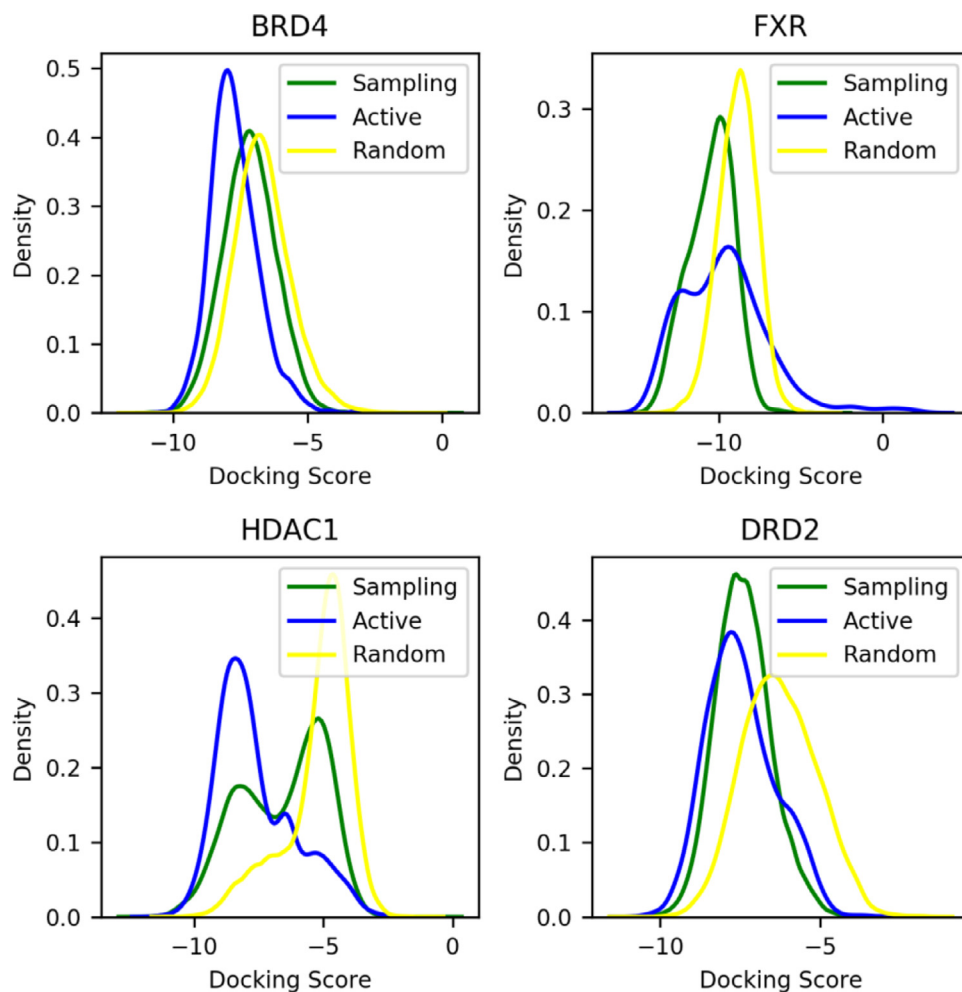 BRD4
0.5
0.4
0.3
0.2
0.1
0.0
Density
−10
−5
0
Docking Score
Sampling
Active
Random
FXR
0.3
0.2
0.1
0.0
Density
−10
0
Docking Score
Sampling
Active
Random
HDAC1
0.4
0.3
0.2
0.1
0.0
Density
−10
−5
0
Docking Score
Sampling
Active
Random
DRD2
0.4
0.3
0.2
0.1
0.0
Density
−10
−5
Docking Score
Sampling
Active
Random